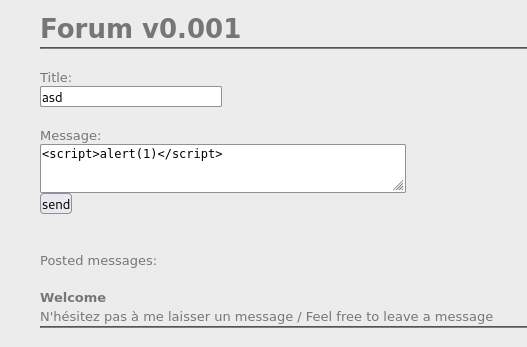 Forum v0.001
Title:
asd
Message:
<script>alert(1)</script>
send
Posted messages:
Welcome
N'hésitez pas à me laisser un message / Feel free to leave a message